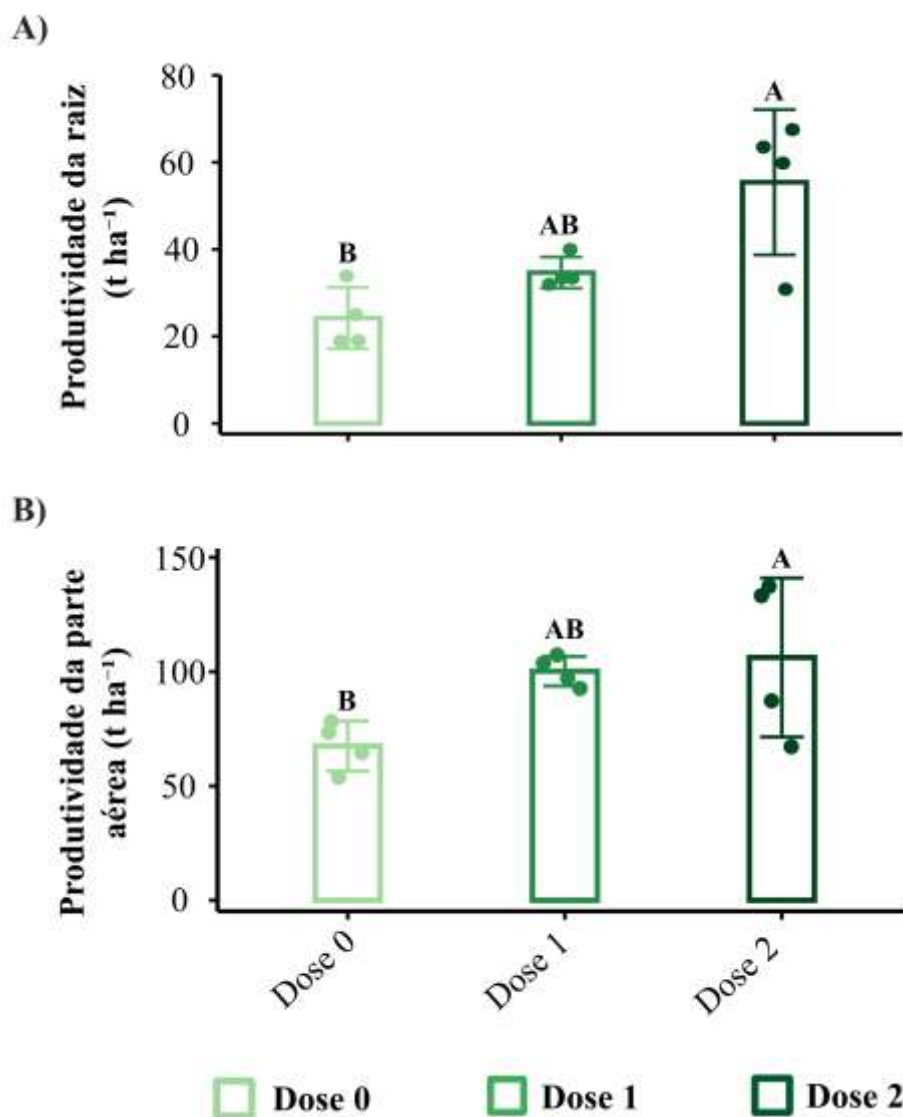 A)
Produtividade da raiz
(t ha⁻¹)
80
60
40
20
0
B
AB
A
B)
Produtividade da parte
aérea (t ha⁻¹)
150
100
50
0
B
AB
A
Dose 0
Dose 1
Dose 2
Dose 0
Dose 1
Dose 2